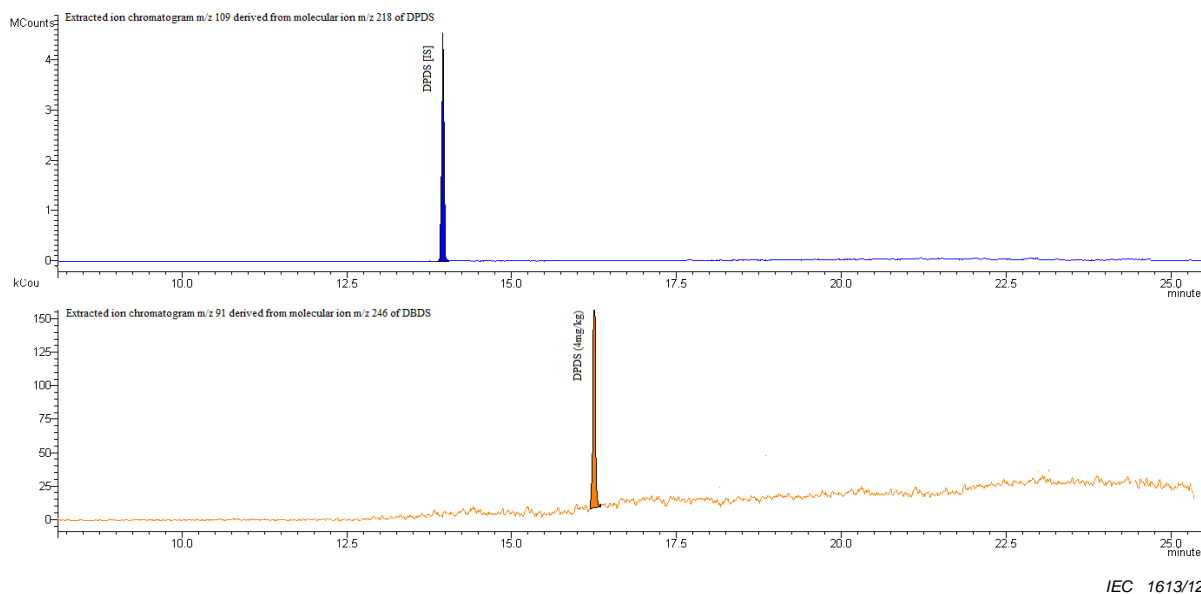 MCounts
Extracted ion chromatogram m/z 109 derived from molecular ion m/z 218 of DPDS
4
3
2
1
0
DPDS [IS]
10.0 12.5 15.0 17.5 20.0 22.5 25.0
minute
kCou
Extracted ion chromatogram m/z 91 derived from molecular ion m/z 246 of DBDS
150
125
100
75
50
25
0
DPDS (4mg/kg)
10.0 12.5 15.0 17.5 20.0 22.5 25.0
minute
IEC 1613/12